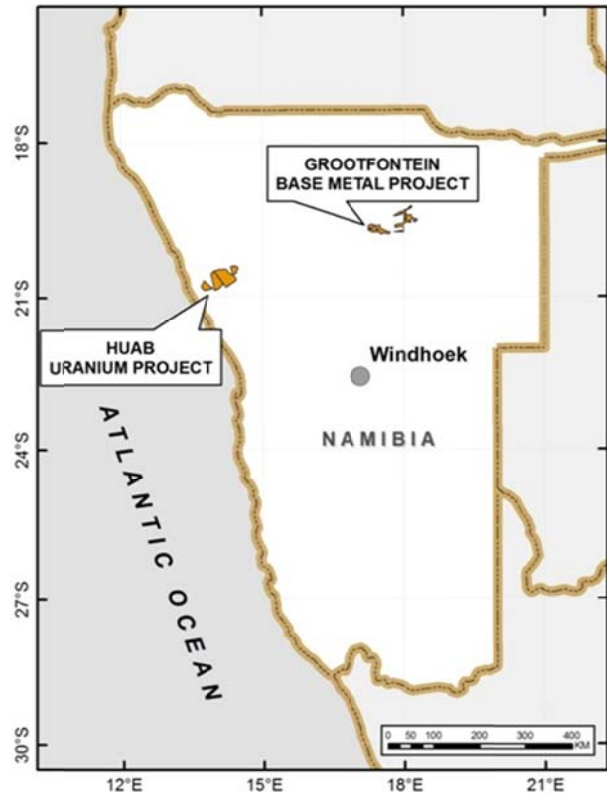 18°S
GROOTFONTEIN
BASE METAL PROJECT
21°S
HUAB
URANIUM PROJECT
Windhoek
NAMIBIA
24°S
ATLANTIC OCEAN
27°S
30°S
0 50 100 200 300 400
KM
12°E 15°E 18°E 21°E